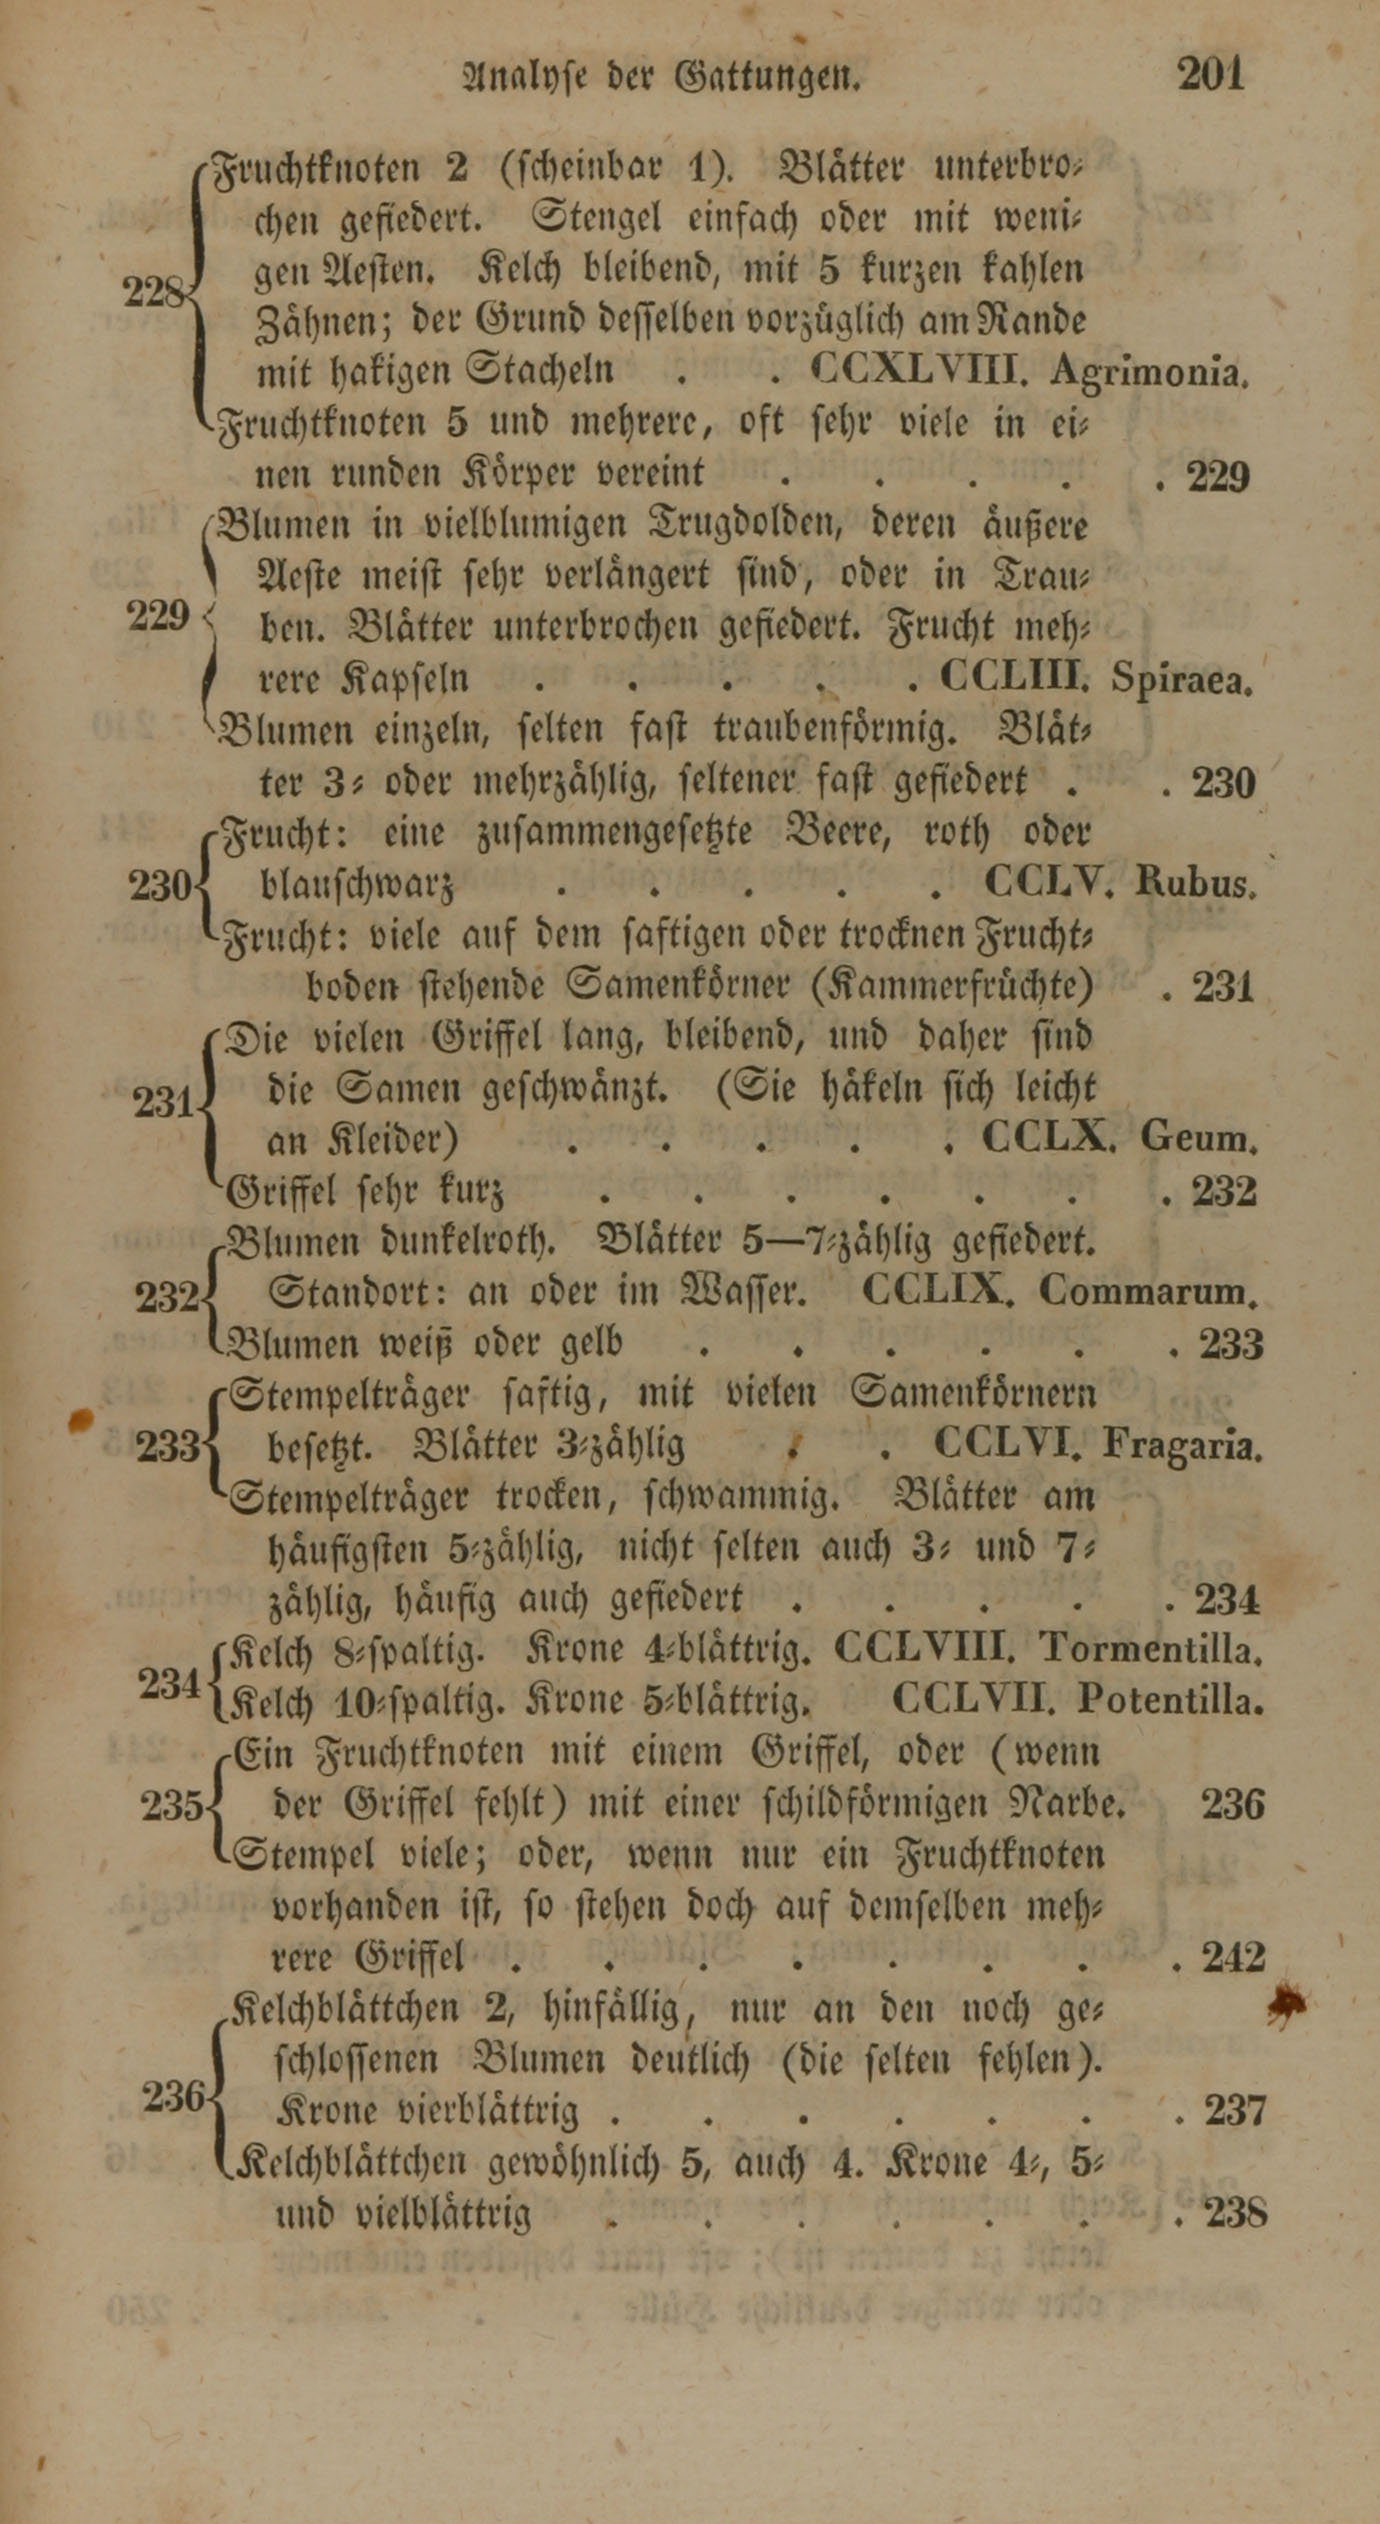 Analyse der Gattungen. 201
Fruchtknoten 2 (scheinbar 1). Blätter unterbro-
chen gefiedert. Stengel einfach oder mit weni-
gen Aesten. Kelch bleibend, mit 5 kurzen kahlen
228 Zähnen; der Grund desselben vorzüglich am Rande
mit hakigen Stacheln . . CCXLVIII. Agrimonia.
Fruchtknoten 5 und mehrere, oft sehr viele in ei-
nen runden Körper vereint . . . . . 229
Blumen in vielblumigen Trugdolden, deren äußere
Aeste meist sehr verlängert sind, oder in Trau-
229 ben. Blätter unterbrochen gefiedert. Frucht meh-
rere Kapseln . . . . . CCLIII. Spiraea.
Blumen einzeln, selten fast traubenförmig. Blät-
ter 3- oder mehrzählig, seltener fast gefiedert . . 230
Frucht: eine zusammengesetzte Beere, roth oder
230 blauschwarz . . . . . CCLV. Rubus.
Frucht: viele auf dem saftigen oder trocknen Frucht-
boden stehende Samenkörner (Kammerfrüchte) . 231
Die vielen Griffel lang, bleibend, und daher sind
231 die Samen geschwänzt. (Sie häkeln sich leicht
an Kleider) . . . . . CCLX. Geum.
Griffel sehr kurz . . . . . . . 232
Blumen dunkelroth. Blätter 5—7-zählig gefiedert.
232 Standort: an oder im Wasser. CCLIX. Commarum.
Blumen weiß oder gelb . . . . . . 233
Stempelträger saftig, mit vielen Samenkörnern
233 besetzt. Blätter 3-zählig . . CCLVI. Fragaria.
Stempelträger trocken, schwammig. Blätter am
häufigsten 5-zählig, nicht selten auch 3- und 7-
zählig, häufig auch gefiedert . . . . . 234
Kelch 8-spaltig. Krone 4-blättrig. CCLVIII. Tormentilla.
234 Kelch 10-spaltig. Krone 5-blättrig. CCLVII. Potentilla.
Ein Fruchtknoten mit einem Griffel, oder (wenn
235 der Griffel fehlt) mit einer schildförmigen Narbe. 236
Stempel viele; oder, wenn nur ein Fruchtknoten
vorhanden ist, so stehen doch auf demselben meh-
rere Griffel . . . . . . . . 242
Kelchblättchen 2, hinfällig, nur an den noch ge-
schlossenen Blumen deutlich (die selten fehlen).
236 Krone vierblättrig . . . . . . . 237
Kelchblättchen gewöhnlich 5, auch 4. Krone 4-, 5-
und vielblättrig . . . . . . . 238